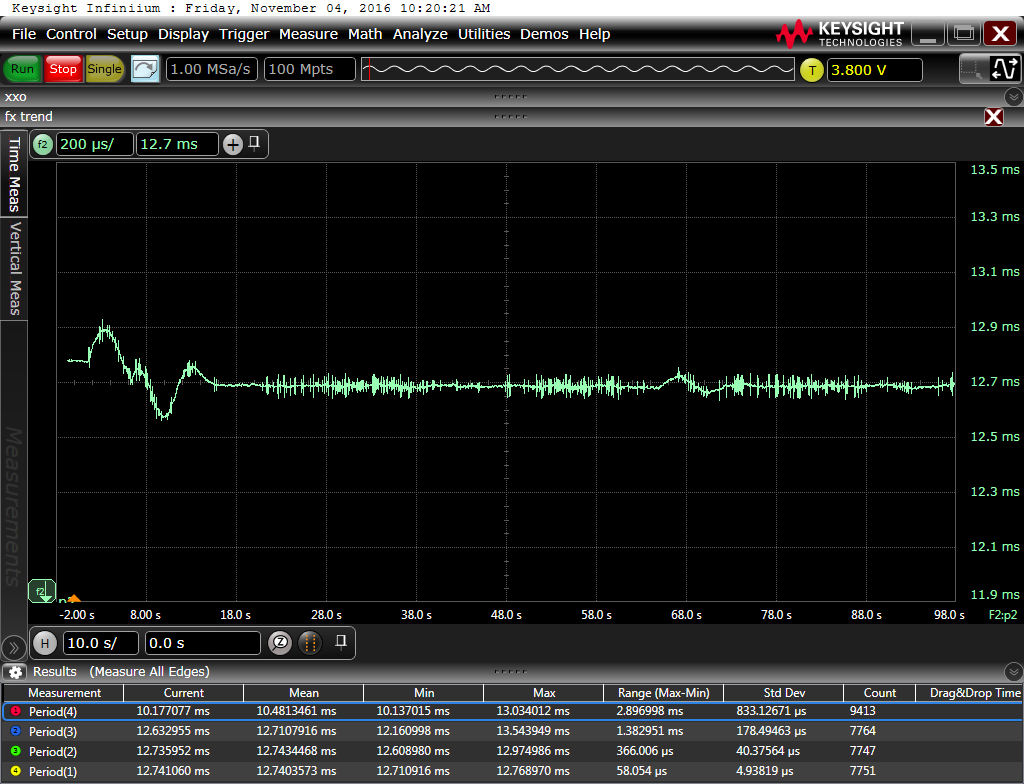 Keysight Infiniium : Friday, November 04, 2016 10:20:21 AM
File Control Setup Display Trigger Measure Math Analyze Utilities Demos Help
KEYSIGHT
TECHNOLOGIES
Run Stop Single 1.00 MSa/s 100 Mpts T 3.800 V
xxo
fx trend
f2 200 µs/ 12.7 ms
Time Meas
Vertical Meas
Measurements
13.5 ms
13.3 ms
13.1 ms
12.9 ms
12.7 ms
12.5 ms
12.3 ms
12.1 ms
11.9 ms
f2
-2.00 s 8.00 s 18.0 s 28.0 s 38.0 s 48.0 s 58.0 s 68.0 s 78.0 s 88.0 s 98.0 s F2:p2
H 10.0 s/ 0.0 s
Results (Measure All Edges)
Measurement Current Mean Min Max Range (Max-Min) Std Dev Count Drag&Drop Time
1 Period(4) 10.177077 ms 10.4813461 ms 10.137015 ms 13.034012 ms 2.896998 ms 833.12671 µs 9413
2 Period(3) 12.632955 ms 12.7107916 ms 12.160998 ms 13.543949 ms 1.382951 ms 178.49463 µs 7764
3 Period(2) 12.735952 ms 12.7434468 ms 12.608980 ms 12.974986 ms 366.006 µs 40.37564 µs 7747
4 Period(1) 12.741060 ms 12.7403573 ms 12.710916 ms 12.768970 ms 58.054 µs 4.93819 µs 7751